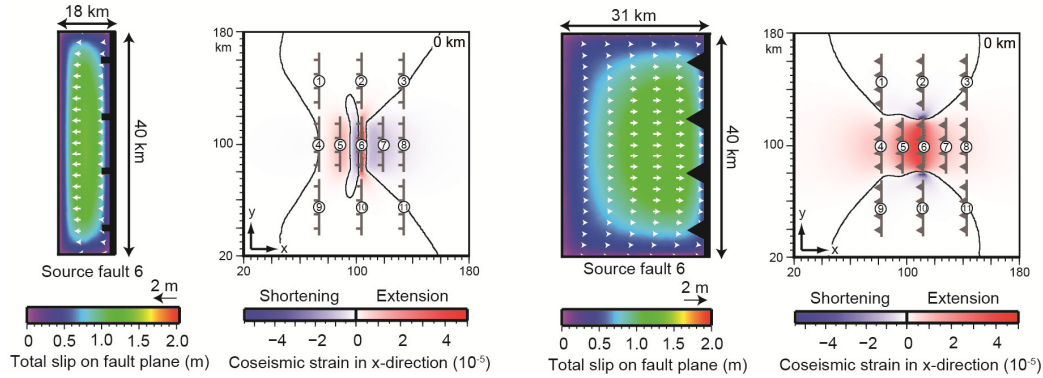 18 km
40 km
Source fault 6
2 m
0.0 0.5 1.0 1.5 2.0
Total slip on fault plane (m)
180
km
0 km
① ② ③
100
④ ⑤ ⑥ ⑦ ⑧
⑨ ⑩ ⑪
y
x
20
20 100 180
Shortening Extension
−4 −2 0 2 4
Coseismic strain in x-direction (10⁻⁵)
31 km
40 km
Source fault 6
2 m
0.0 0.5 1.0 1.5 2.0
Total slip on fault plane (m)
180
km
0 km
① ② ③
100
④ ⑤ ⑥ ⑦ ⑧
⑨ ⑩ ⑪
y
x
20
20 100 180
Shortening Extension
−4 −2 0 2 4
Coseismic strain in x-direction (10⁻⁵)